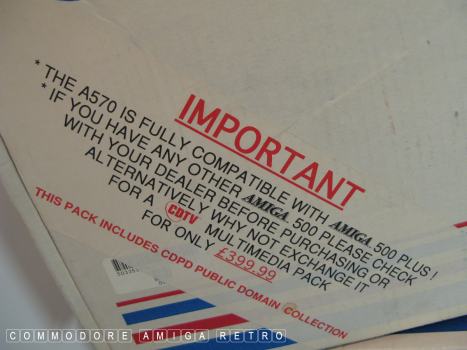 IMPORTANT
* THE A570 IS FULLY COMPATIBLE WITH AMIGA 500 PLUS !
* IF YOU HAVE ANY OTHER AMIGA 500 PLEASE CHECK
WITH YOUR DEALER BEFORE PURCHASING OR
ALTERNATIVELY WHY NOT EXCHANGE IT
FOR A CDTV MULTIMEDIA PACK
FOR ONLY £399.99
THIS PACK INCLUDES CDPD PUBLIC DOMAIN COLLECTION
COMMODORE AMIGA RETRO